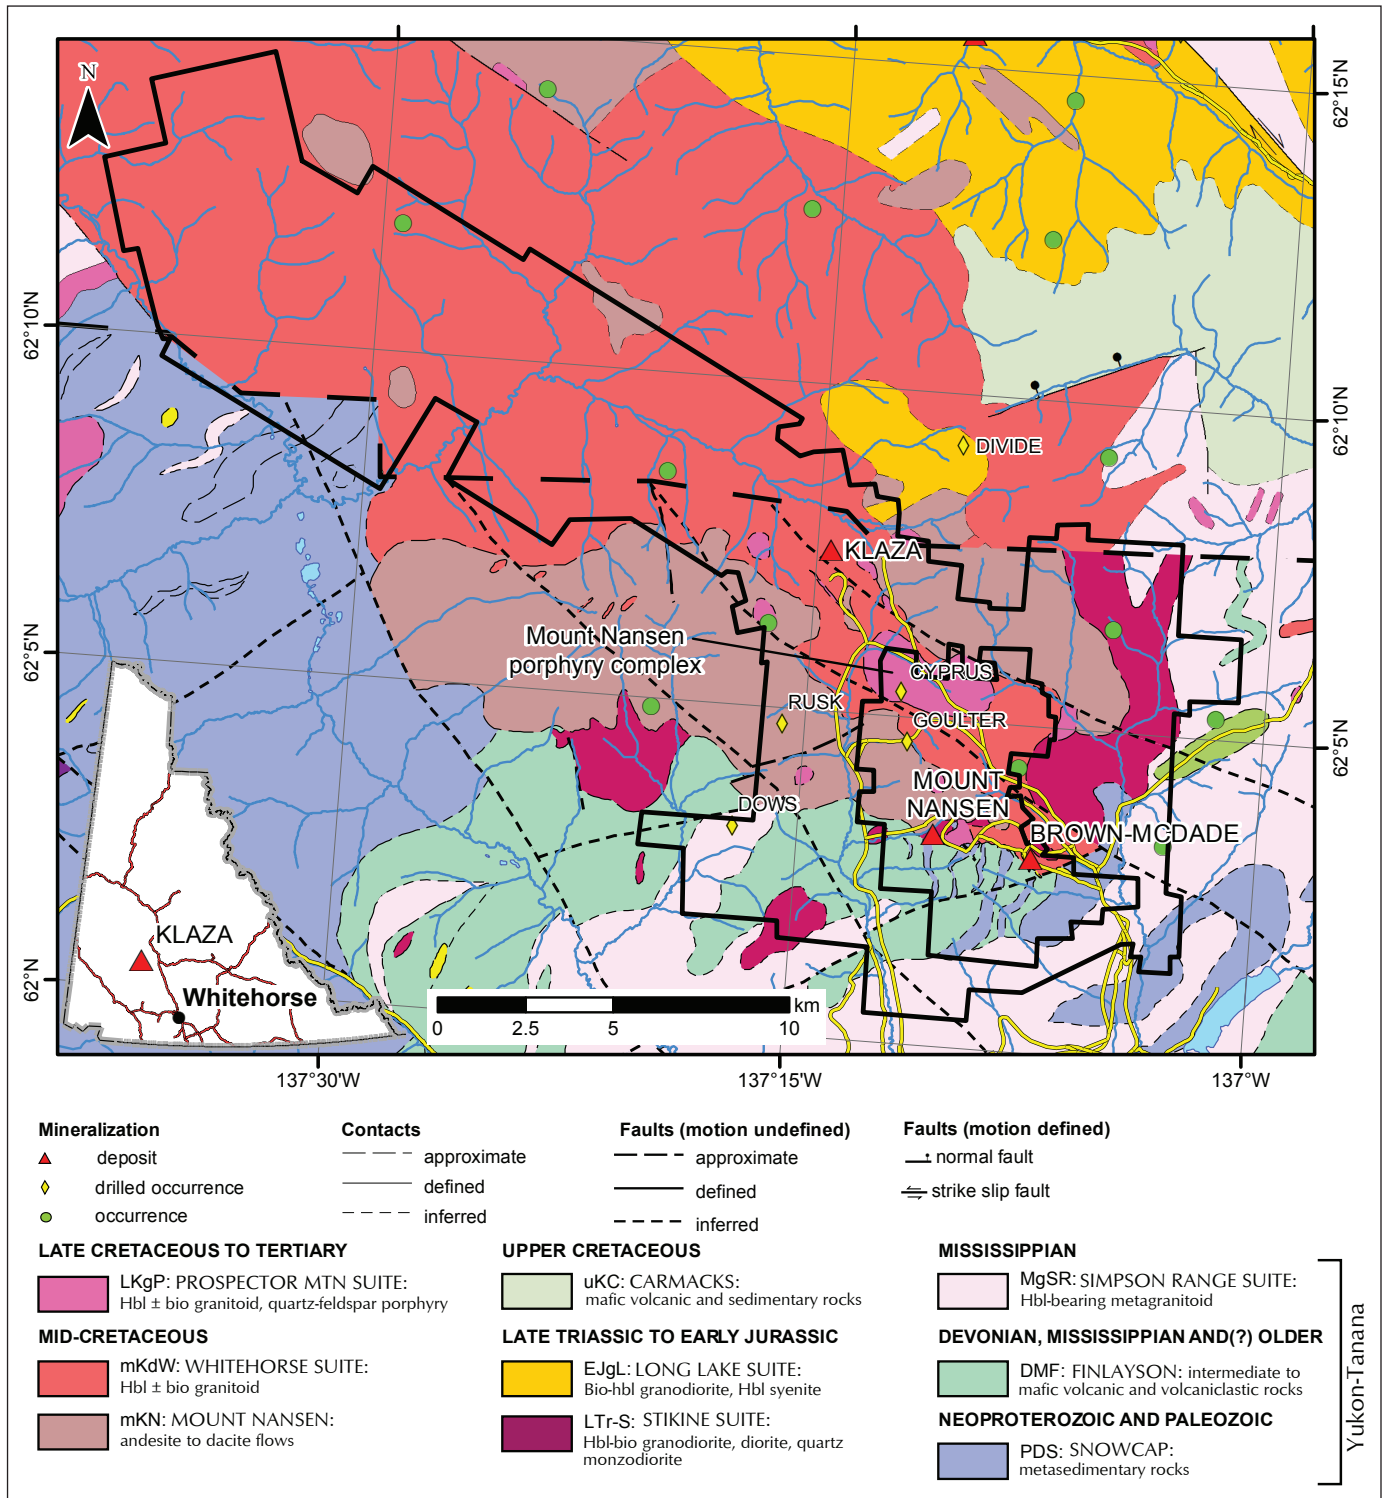 N
62°15'N
62°10'N
62°10'N
DIVIDE
KLAZA
62°5'N
Mount Nansen
porphyry complex
CYPRUS
RUSK
GOULTER
62°5'N
MOUNT
NANSEN
DOWS
BROWN-MCDADE
KLAZA
62°N
Whitehorse
km
0 2.5 5 10
137°30'W 137°15'W 137°W
Mineralization
deposit
drilled occurrence
occurrence
Contacts
approximate
defined
inferred
Faults (motion undefined)
approximate
defined
inferred
Faults (motion defined)
normal fault
strike slip fault
LATE CRETACEOUS TO TERTIARY
LKgP: PROSPECTOR MTN SUITE:
Hbl ± bio granitoid, quartz-feldspar porphyry
MID-CRETACEOUS
mKdW: WHITEHORSE SUITE:
Hbl ± bio granitoid
mKN: MOUNT NANSEN:
andesite to dacite flows
UPPER CRETACEOUS
uKC: CARMACKS:
mafic volcanic and sedimentary rocks
LATE TRIASSIC TO EARLY JURASSIC
EJgL: LONG LAKE SUITE:
Bio-hbl granodiorite, Hbl syenite
LTr-S: STIKINE SUITE:
Hbl-bio granodiorite, diorite, quartz
monzodiorite
MISSISSIPPIAN
MgSR: SIMPSON RANGE SUITE:
Hbl-bearing metagranitoid
DEVONIAN, MISSISSIPPIAN AND(?) OLDER
DMF: FINLAYSON: intermediate to
mafic volcanic and volcaniclastic rocks
NEOPROTEROZOIC AND PALEOZOIC
PDS: SNOWCAP:
metasedimentary rocks
Yukon-Tanana